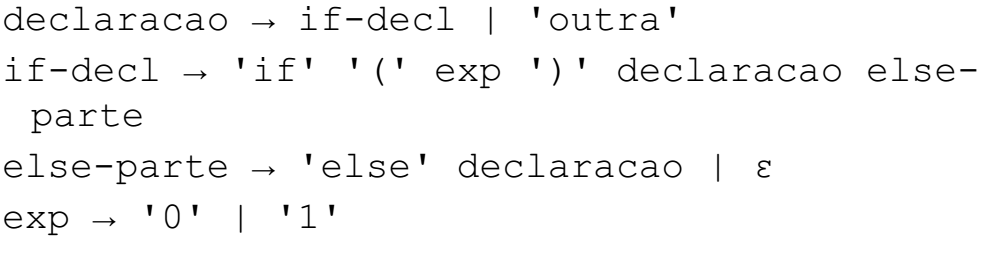 declaracao → if-decl | 'outra'
if-decl → 'if' '(' exp ')' declaracao else-
parte
else-parte → 'else' declaracao | ε
exp → '0' | '1'